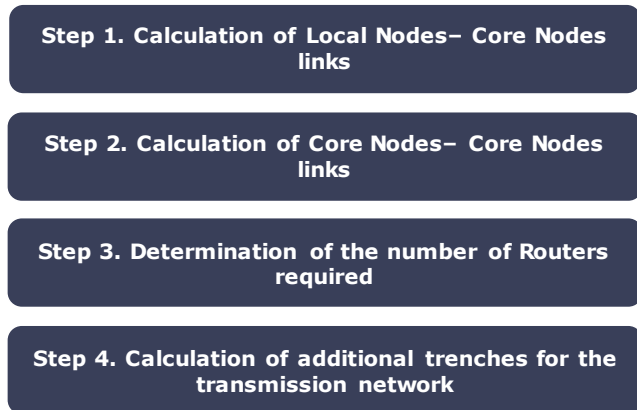 Step 1. Calculation of Local Nodes– Core Nodes
links
Step 2. Calculation of Core Nodes– Core Nodes
links
Step 3. Determination of the number of Routers
required
Step 4. Calculation of additional trenches for the
transmission network